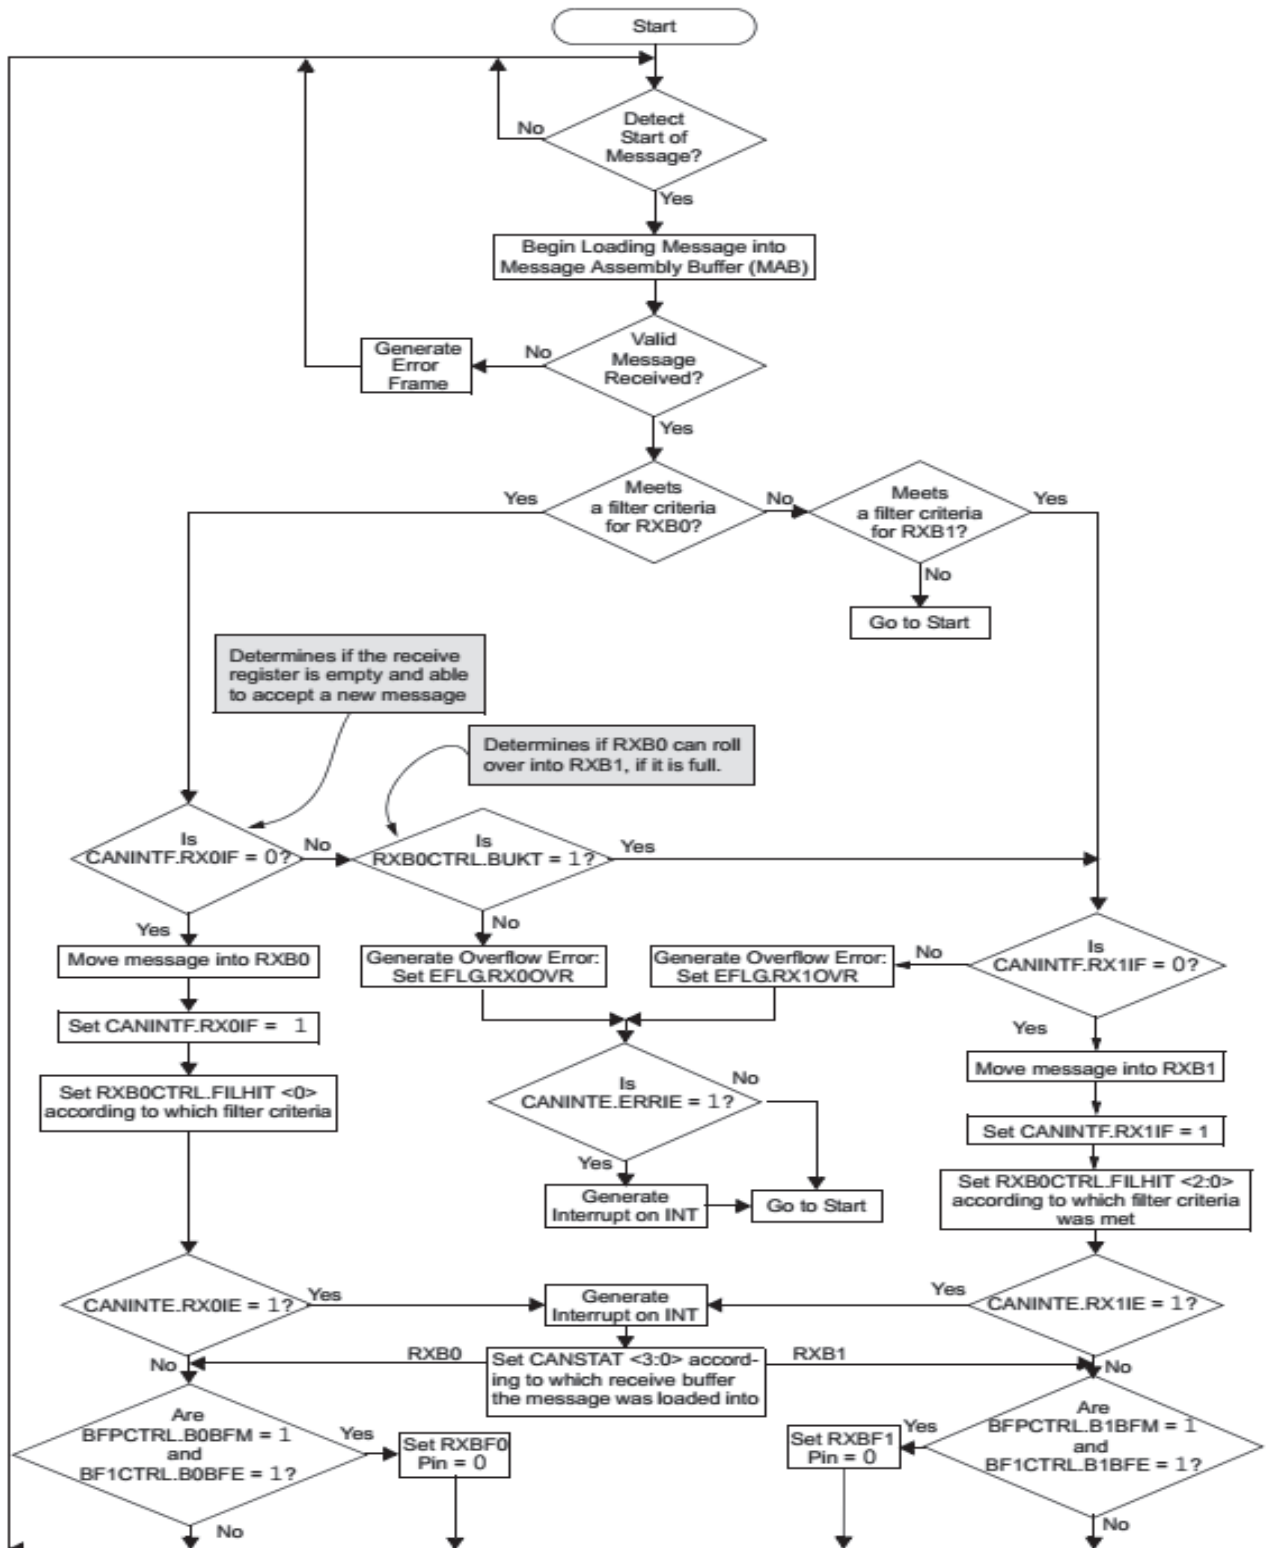 Start
Detect
Start of
Message?
No
Yes
Begin Loading Message into
Message Assembly Buffer (MAB)
Valid
Message
Received?
No
Generate
Error
Frame
Yes
Meets
a filter criteria
for RXB0?
Yes
No
Meets
a filter criteria
for RXB1?
Yes
No
Go to Start
Determines if the receive
register is empty and able
to accept a new message
Determines if RXB0 can roll
over into RXB1, if it is full.
Is
CANINTF.RX0IF = 0?
No
Is
RXB0CTRL.BUKT = 1?
Yes
Yes
No
Move message into RXB0
Generate Overflow Error:
Set EFLG.RX0OVR
Generate Overflow Error:
Set EFLG.RX1OVR
No
Is
CANINTF.RX1IF = 0?
Set CANINTF.RX0IF = 1
Yes
Set RXB0CTRL.FILHIT <0>
according to which filter criteria
Is
CANINTE.ERRIE = 1?
No
Move message into RXB1
Set CANINTF.RX1IF = 1
Yes
Generate
Interrupt on INT
Go to Start
Set RXB0CTRL.FILHIT <2:0>
according to which filter criteria
was met
CANINTE.RX0IE = 1?
Yes
Generate
Interrupt on INT
Yes
CANINTE.RX1IE = 1?
No
RXB0
Set CANSTAT <3:0> accord-
ing to which receive buffer
the message was loaded into
RXB1
No
Are
BFPCTRL.B0BFM = 1
and
BF1CTRL.B0BFE = 1?
Yes
Set RXBF0
Pin = 0
Set RXBF1
Pin = 0
Yes
Are
BFPCTRL.B1BFM = 1
and
BF1CTRL.B1BFE = 1?
No
No